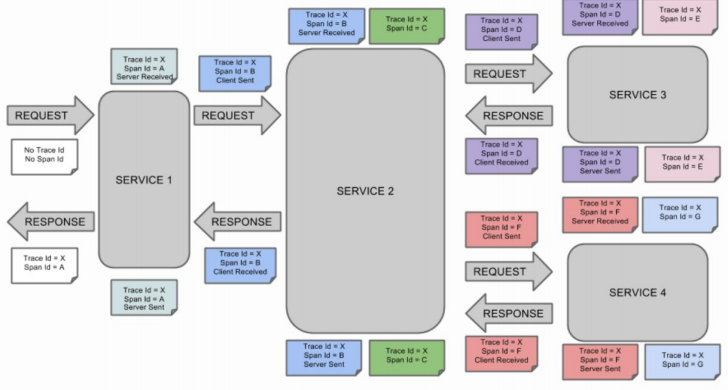 Trace Id = X
Span Id = B
Server Received
Trace Id = X
Span Id = C
Trace Id = X
Span Id = D
Client Sent
Trace Id = X
Span Id = D
Server Received
Trace Id = X
Span Id = E
Trace Id = X
Span Id = A
Server Received
Trace Id = X
Span Id = B
Client Sent
REQUEST
REQUEST
REQUEST
RESPONSE
SERVICE 3
No Trace Id
No Span Id
SERVICE 1
SERVICE 2
Trace Id = X
Span Id = D
Client Received
Trace Id = X
Span Id = D
Server Sent
Trace Id = X
Span Id = E
RESPONSE
RESPONSE
Trace Id = X
Span Id = F
Client Sent
Trace Id = X
Span Id = F
Server Received
Trace Id = X
Span Id = G
Trace Id = X
Span Id = A
Trace Id = X
Span Id = B
Client Received
REQUEST
SERVICE 4
Trace Id = X
Span Id = A
Server Sent
RESPONSE
Trace Id = X
Span Id = B
Server Sent
Trace Id = X
Span Id = C
Trace Id = X
Span Id = F
Client Received
Trace Id = X
Span Id = F
Server Sent
Trace Id = X
Span Id = G